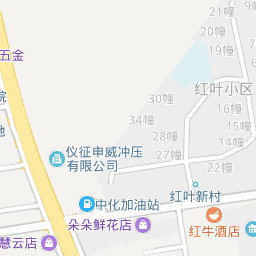 21幢
19幢
17幢
五金
红叶小区
30幢
院
16幢
34幢
15幢
28幢
14幢
仪征申威冲压
有限公司
27幢
22幢
红叶新村
中化加油站
朵朵鲜花店
红牛酒店
慧云店